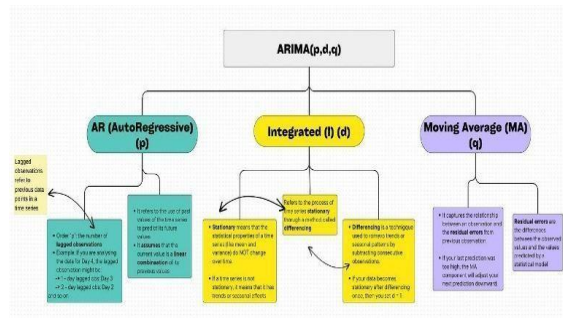 ARIMA(p,d,q)
AR (AutoRegressive)
(p)
Integrated (I) (d)
Moving Average (MA)
(q)
Lagged
observations
refer to
previous data
points in a
time series
• Order 'p': the number of
lagged observations
• Example: If you are analysing
the data for Day 4, the lagged
observation might be:
-> 1 - day lagged obs: Day 3
-> 2 - day lagged obs: Day 2
and so on
• It refers to the use of past
values of the time series
to predict its future
values
• It assumes that the
current value is a linear
combination of its
previous values
• Stationary means that the
statistical properties of a time
series (like mean and
variance) do NOT change
over time
• If a time series is not
stationary, it means that it has
trends or seasonal effects
Refers to the process of
time series stationary
through a method called
differencing
• Differencing is a technique
used to remove trends or
seasonal patterns by
subtracting consecutive
observations.
• If your data becomes
stationary after differencing
once, then you set d = 1
• It captures the relationship
between an observation and
the residual errors from
previous observation
• If your last prediction was
too high, the MA
component will adjust your
next prediction downward.
Residual errors are
the differences
between the observed
values and the values
predicted by a
statistical model